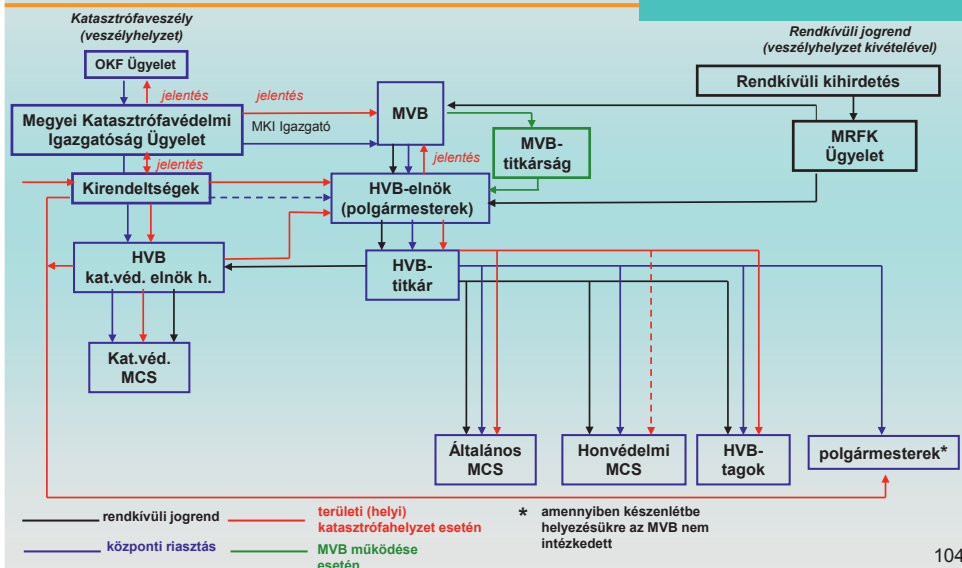 Katasztrófaveszély
(veszélyhelyzet)
Rendkívüli jogrend
(veszélyhelyzet kivételével)
OKF Ügyelet
jelentés
jelentés
Rendkívüli kihirdetés
Megyei Katasztrófavédelmi
Igazgatóság Ügyelet
MKI Igazgató
MVB
MVB-
titkárság
MRFK
Ügyelet
jelentés
jelentés
Kirendeltségek
HVB-elnök
(polgármesterek)
HVB
kat.véd. elnök h.
HVB-
titkár
Kat.véd.
MCS
Általános
MCS
Honvédelmi
MCS
HVB-
tagok
polgármesterek*
rendkívüli jogrend
területi (helyi)
katasztrófahelyzet esetén
* amennyiben készenlétbe
helyezésükre az MVB nem
intézkedett
központi riasztás
MVB működése
esetén
104